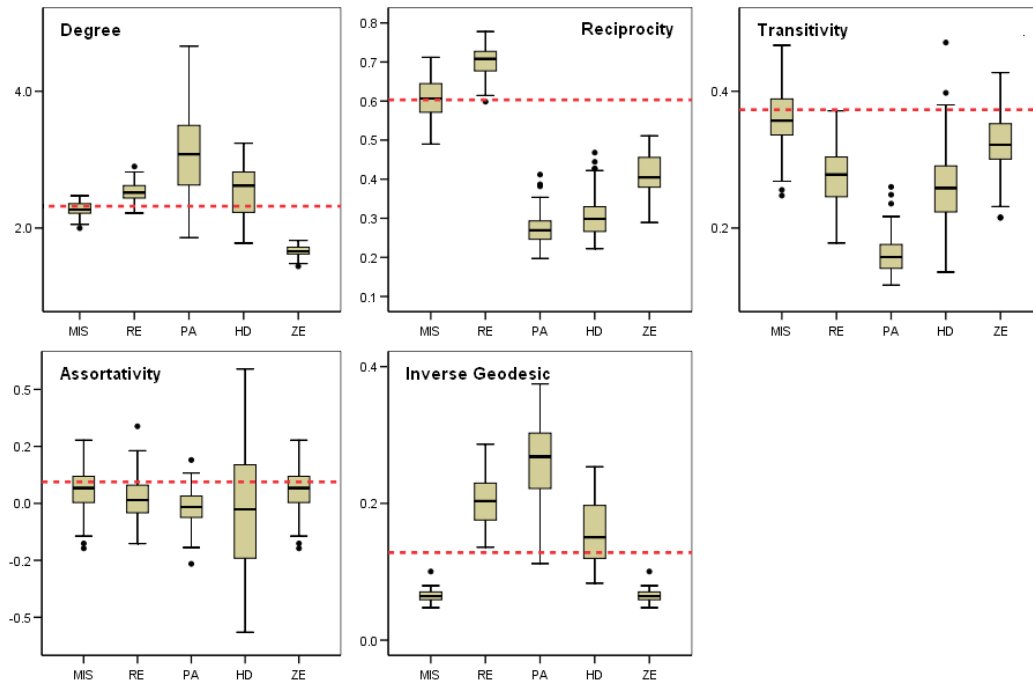 Degree
4.0
2.0
MIS RE PA HD ZE
Reciprocity
0.8
0.7
0.6
0.5
0.4
0.3
0.2
0.1
MIS RE PA HD ZE
Transitivity
0.4
0.2
MIS RE PA HD ZE
Assortativity
0.5
0.2
0.0
-0.2
-0.5
MIS RE PA HD ZE
Inverse Geodesic
0.4
0.2
0.0
MIS RE PA HD ZE